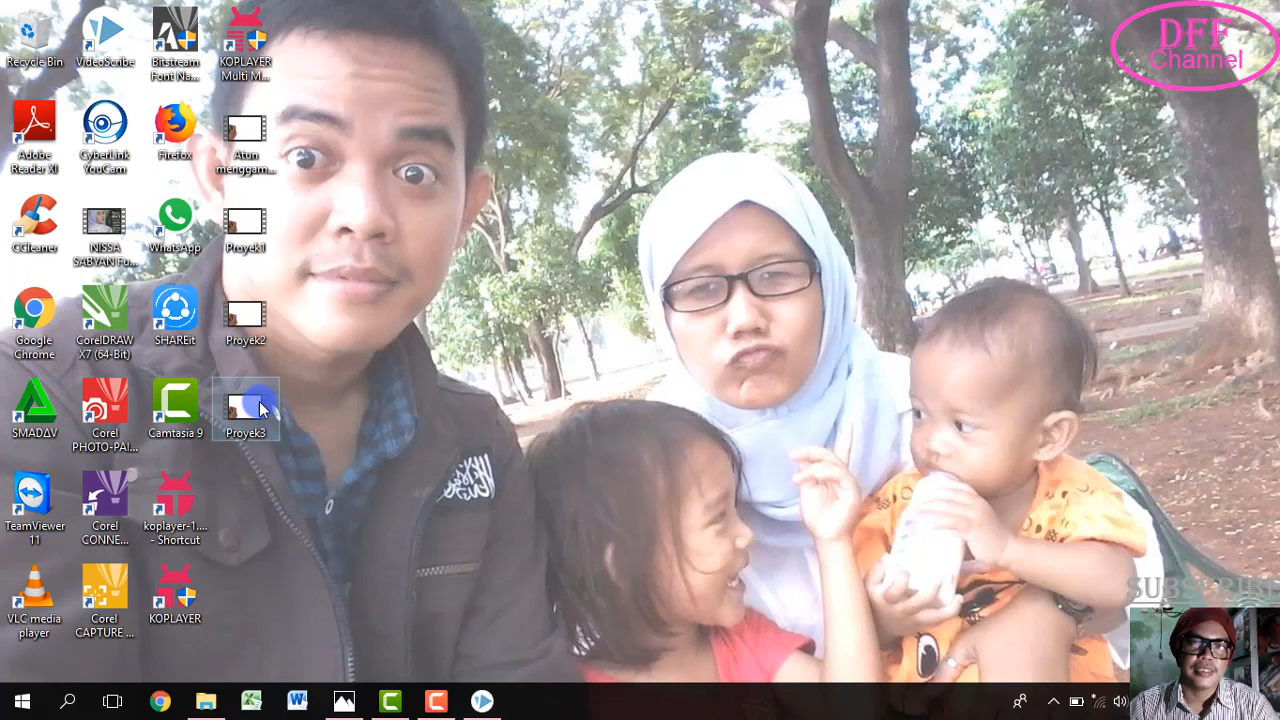 Recycle Bin
VideoScribe
Bitstream
Font Na...
KOPLAYER
Multi M...
DFF
Channel
Adobe
Reader XI
CyberLink
YouCam
Firefox
Atun
menggam...
CCleaner
NISSA
SABYAN Fu...
WhatsApp
Proyek1
Google
Chrome
CorelDRAW
X7 (64-Bit)
SHAREit
Proyek2
SMADΔV
Corel
PHOTO-PAI...
Camtasia 9
Proyek3
TeamViewer
11
Corel
CONNE...
koplayer-1....
- Shortcut
VLC media
player
Corel
CAPTURE ...
KOPLAYER
SUBSCRIBE